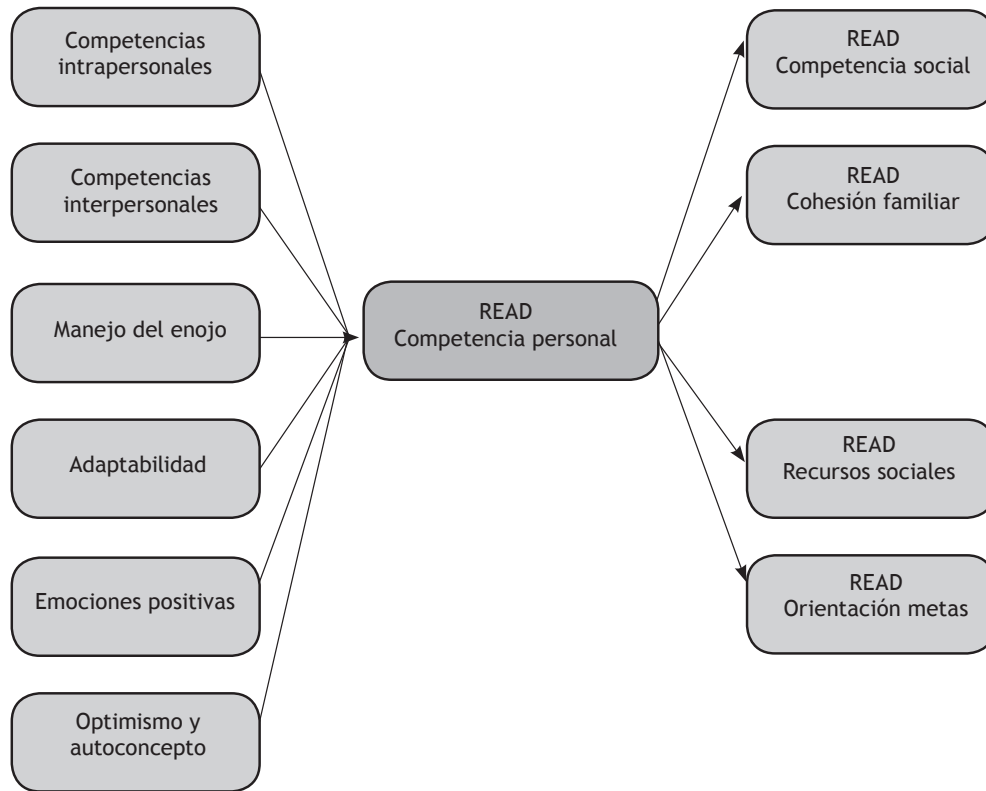 Competencias
intrapersonales
Competencias
interpersonales
Manejo del enojo
Adaptabilidad
Emociones positivas
Optimismo y
autoconcepto
READ
Competencia personal
READ
Competencia social
READ
Cohesión familiar
READ
Recursos sociales
READ
Orientación metas